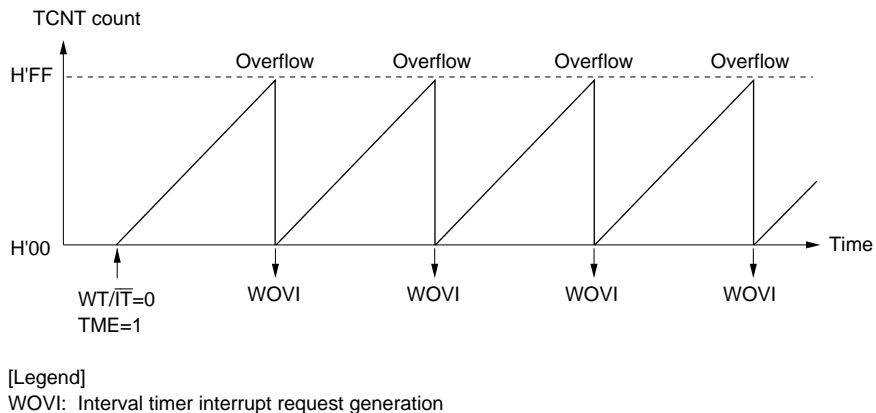 TCNT count
Overflow Overflow Overflow Overflow
H'FF
H'00
Time
WOVI WOVI WOVI WOVI
WT/I̅T̅=0
TME=1
[Legend]
WOVI: Interval timer interrupt request generation